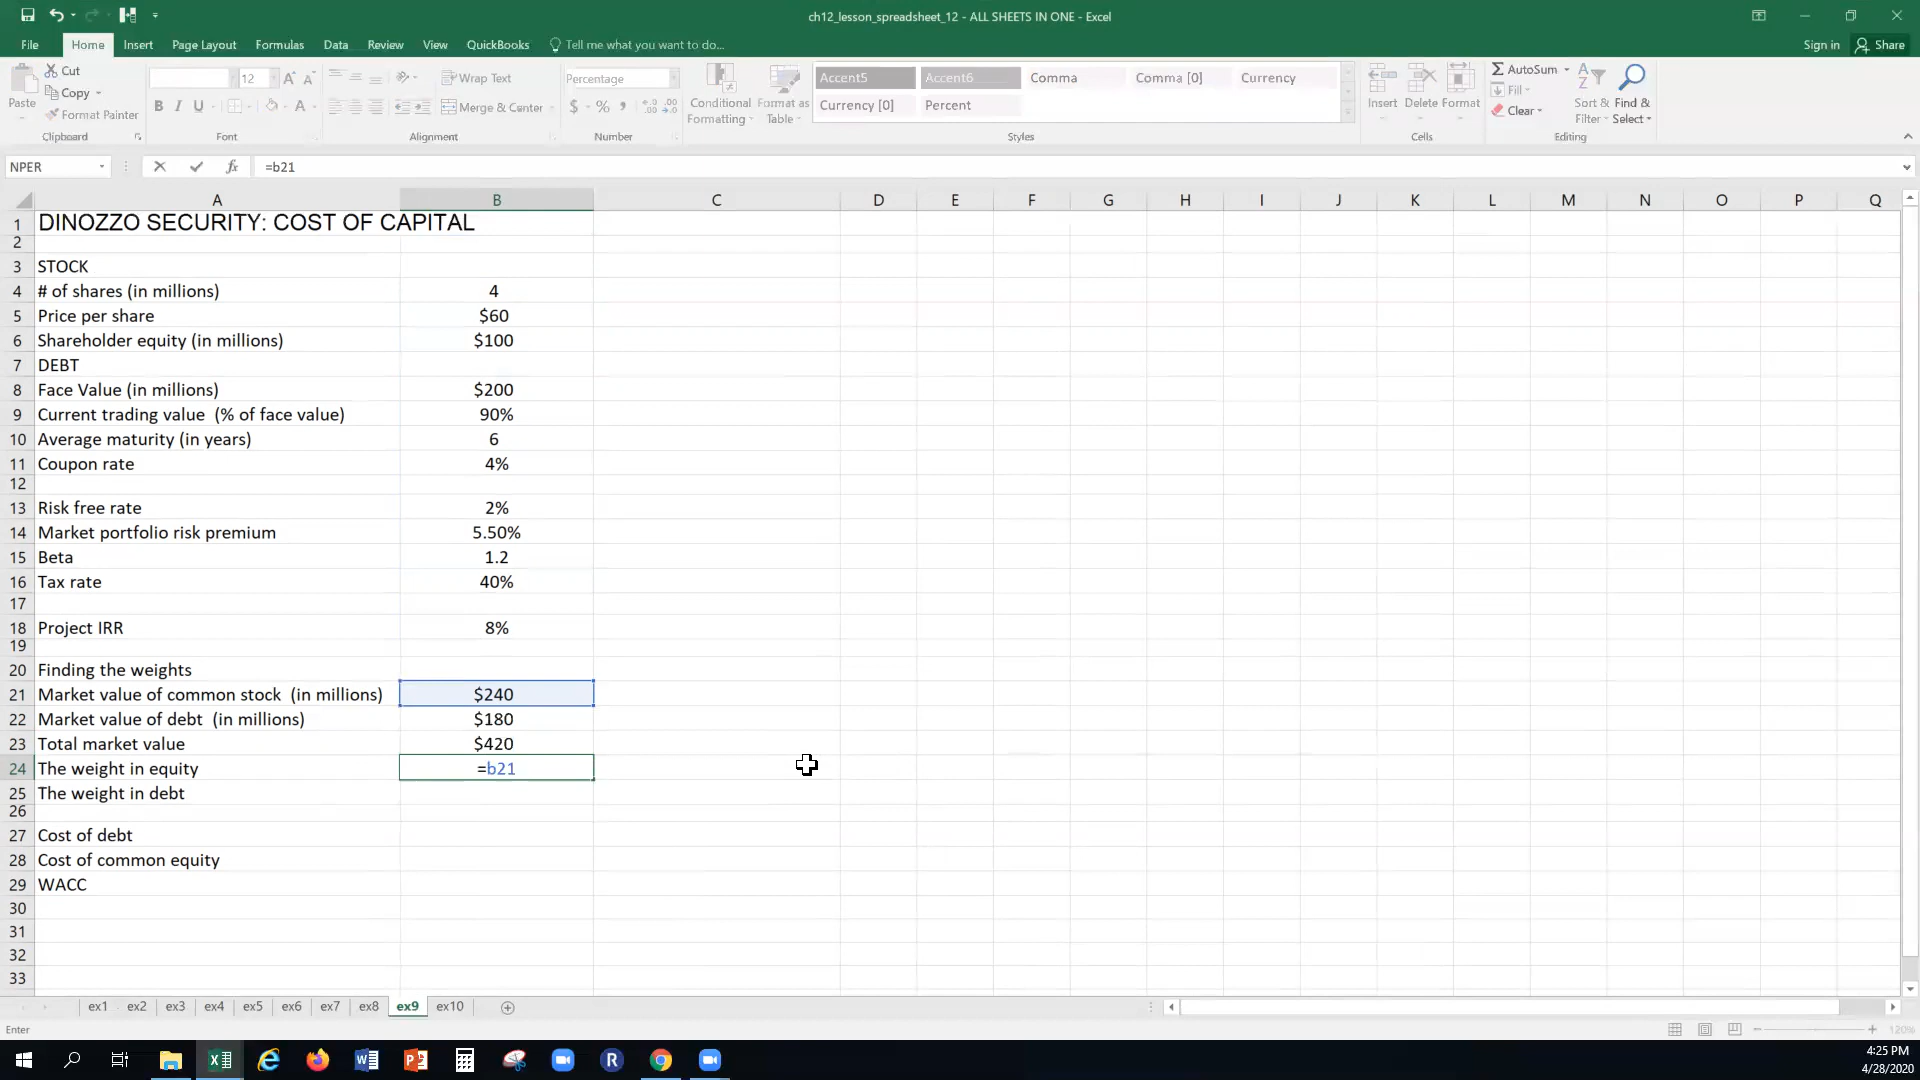 ch12_lesson_spreadsheet_12 - ALL SHEETS IN ONE - Excel
File Home Insert Page Layout Formulas Data Review View QuickBooks Tell me what you want to do... Sign in Share
Paste Cut Copy Format Painter Clipboard
12 A A B I U A Font
Wrap Text Merge & Center Alignment
Percentage $ % , Number
Conditional Formatting Format as Table
Accent5 Accent6 Comma Comma [0] Currency
Currency [0] Percent
Styles
Insert Delete Format Cells
AutoSum Fill Clear Sort & Filter Find & Select Editing
NPER fx =b21
A B C D E F G H I J K L M N O P Q
1 DINOZZO SECURITY: COST OF CAPITAL
2
3 STOCK
4 # of shares (in millions) 4
5 Price per share $60
6 Shareholder equity (in millions) $100
7 DEBT
8 Face Value (in millions) $200
9 Current trading value (% of face value) 90%
10 Average maturity (in years) 6
11 Coupon rate 4%
12
13 Risk free rate 2%
14 Market portfolio risk premium 5.50%
15 Beta 1.2
16 Tax rate 40%
17
18 Project IRR 8%
19
20 Finding the weights
21 Market value of common stock (in millions) $240
22 Market value of debt (in millions) $180
23 Total market value $420
24 The weight in equity =b21
25 The weight in debt
26
27 Cost of debt
28 Cost of common equity
29 WACC
30
31
32
33
ex1 ex2 ex3 ex4 ex5 ex6 ex7 ex8 ex9 ex10
Enter 120%
4:25 PM
4/28/2020